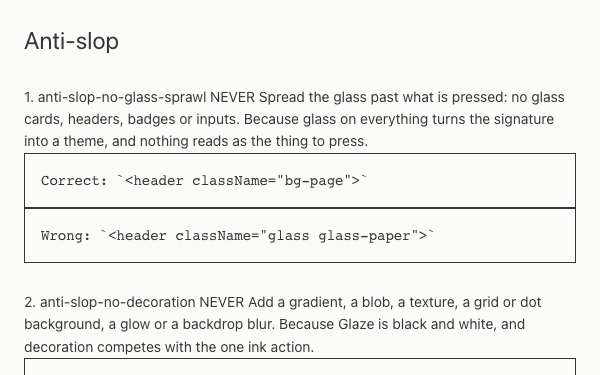 Anti-slop
1. anti-slop-no-glass-sprawl NEVER Spread the glass past what is pressed: no glass
cards, headers, badges or inputs. Because glass on everything turns the signature
into a theme, and nothing reads as the thing to press.
Correct: `<header className="bg-page">`
Wrong: `<header className="glass glass-paper">`
2. anti-slop-no-decoration NEVER Add a gradient, a blob, a texture, a grid or dot
background, a glow or a backdrop blur. Because Glaze is black and white, and
decoration competes with the one ink action.